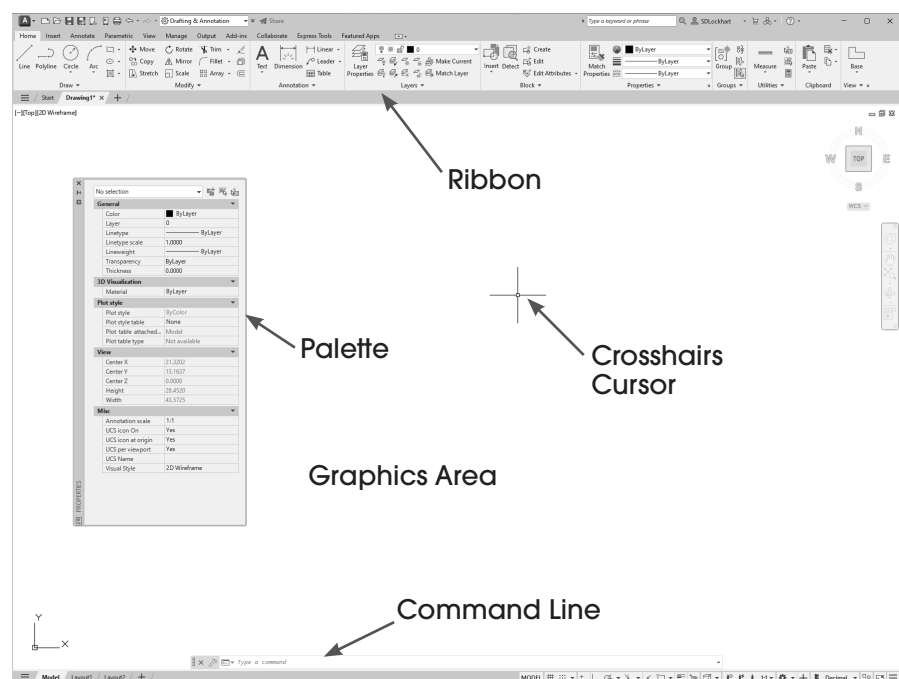 A Drafting & Annotation Share Type a keyword or phrase SDLockhart
Home Insert Annotate Parametric View Manage Output Add-ins Collaborate Express Tools Featured Apps
Line Polyline Circle Arc Move Rotate Trim Text Dimension Linear Layer Properties 0 Insert Detect Create Match Properties ByLayer Group Measure Paste Base
Copy Mirror Fillet Leader Make Current Edit ByLayer
Stretch Scale Array Table Match Layer Edit Attributes ByLayer
Draw Modify Annotation Layers Block Properties Groups Utilities Clipboard View
Start Drawing1* × +
[−][Top][2D Wireframe]
N
W TOP E
S
WCS
Ribbon
No selection
General
Color ByLayer
Layer 0
Linetype ByLayer
Linetype scale 1.0000
Lineweight ByLayer
Transparency ByLayer
Thickness 0.0000
3D Visualization
Material ByLayer
Plot style
Plot style ByColor
Plot style table None
Plot table attached... Model
Plot table type Not available
View
Center X 21.3202
Center Y 13.1637
Center Z 0.0000
Height 28.4520
Width 43.5725
Misc
Annotation scale 1:1
UCS icon On Yes
UCS icon at origin Yes
UCS per viewport Yes
UCS Name
Visual Style 2D Wireframe
PROPERTIES
Palette
Crosshairs
Cursor
Graphics Area
Command Line
Y
X
Type a command
Model Layout1 Layout2 + MODEL 1:1 Decimal